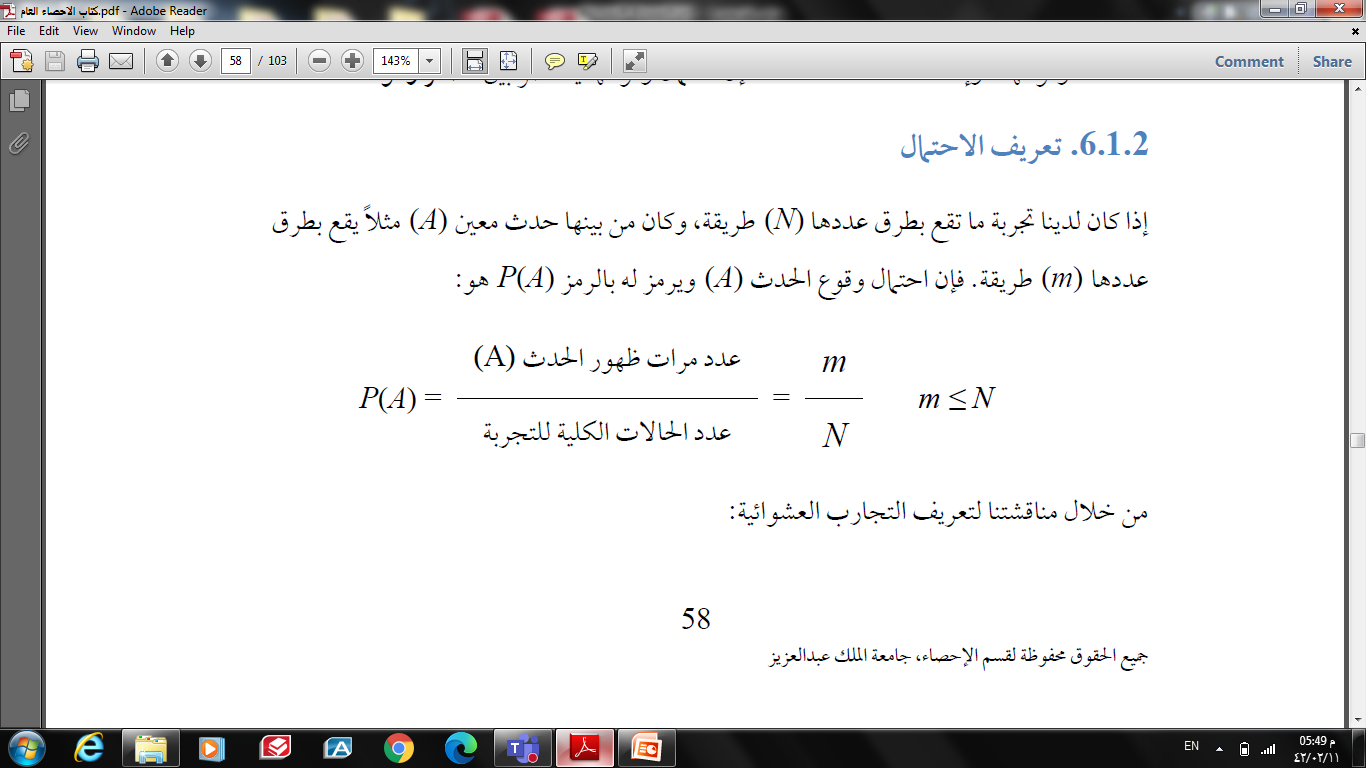 كتاب الاحصاء العام.pdf - Adobe Reader
File Edit View Window Help
58 / 103 143% Comment Share
6.1.2. تعريف الاحتمال
إذا كان لدينا تجربة ما تقع بطرق عددها (N) طريقة، وكان من بينها حدث معين (A) مثلاً يقع بطرق
عددها (m) طريقة. فإن احتمال وقوع الحدث (A) ويرمز له بالرمز P(A) هو:
عدد مرات ظهور الحدث (A) m
P(A) = = m ≤ N
عدد الحالات الكلية للتجربة N
من خلال مناقشتنا لتعريف التجارب العشوائية:
58
جميع الحقوق محفوظة لقسم الإحصاء، جامعة الملك عبدالعزيز
EN 05:49 م
٤٢/٠٢/١١